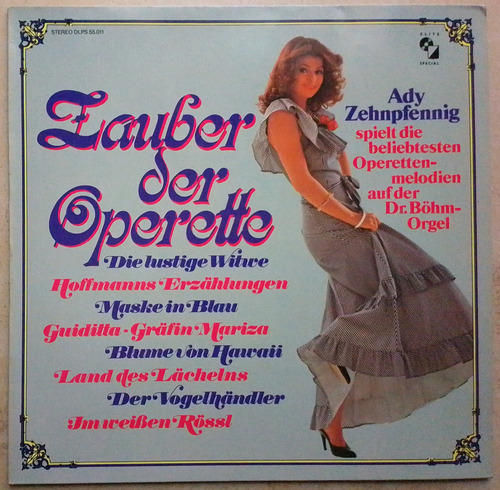 STEREO DLPS 55.011
ELITE
SPECIAL
Zauber
der
Operette
Ady
Zehnpfennig
spielt die
beliebtesten
Operetten-
melodien
auf der
Dr. Böhm-
Orgel
Die lustige Witwe
Hoffmanns Erzählungen
Maske in Blau
Guiditta - Gräfin Mariza
Blume von Hawaii
Land des Lächelns
Der Vogelhändler
Im weißen Rössl